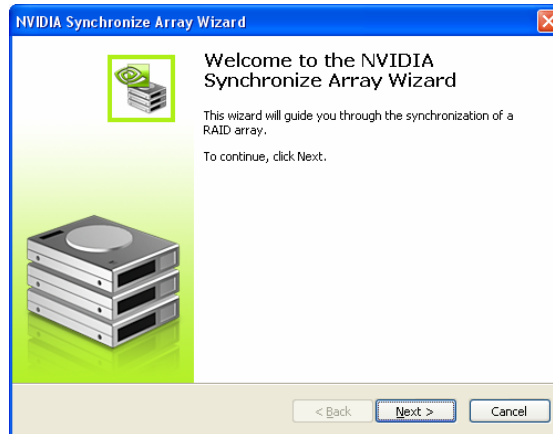 NVIDIA Synchronize Array Wizard
Welcome to the NVIDIA
Synchronize Array Wizard
This wizard will guide you through the synchronization of a
RAID array.
To continue, click Next.
< Back
Next >
Cancel